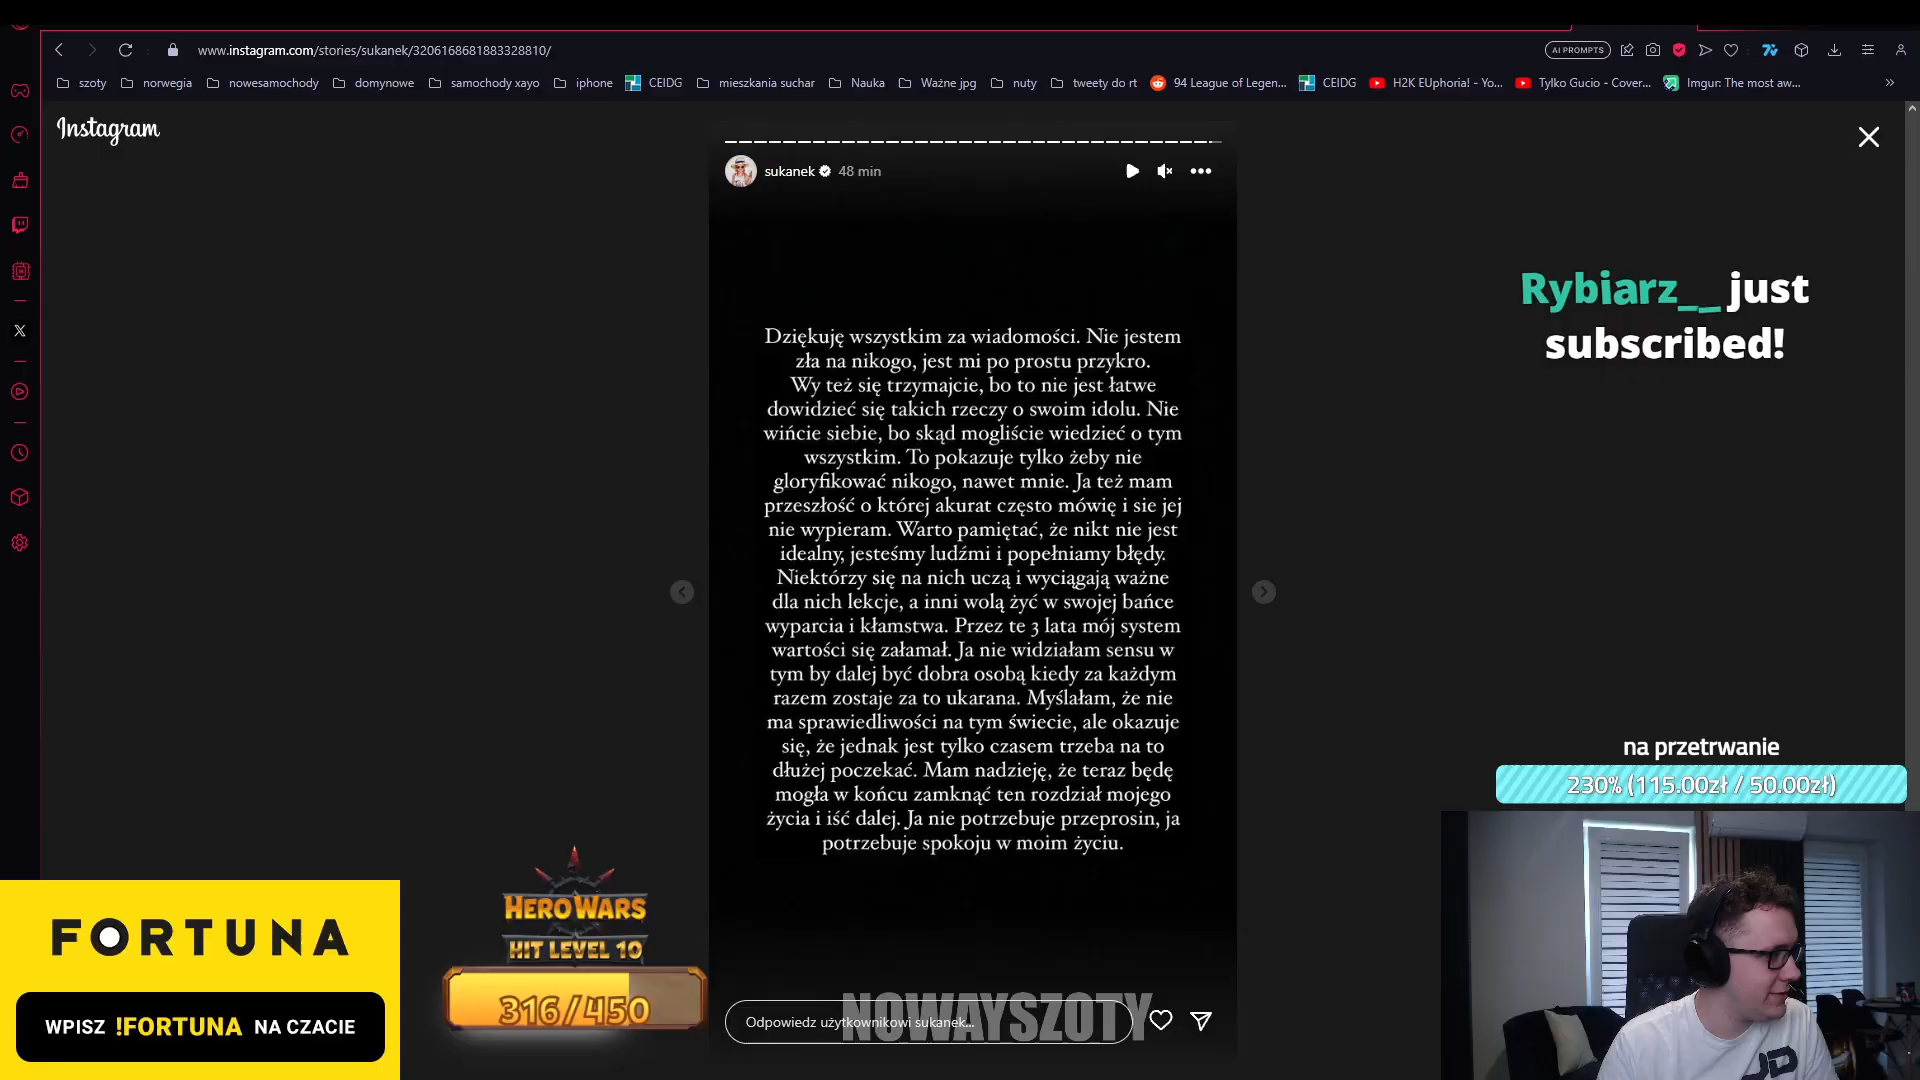 www.instagram.com/stories/sukanek/3206168681883328810/
AI PROMPTS
szoty
norwegia
nowesamochody
domynowe
samochody xayo
iphone
CEIDG
mieszkania suchar
Nauka
Ważne jpg
nuty
tweety do rt
94 League of Legen...
CEIDG
H2K EUphoria! - Yo...
Tylko Gucio - Cover...
Imgur: The most aw...
Instagram
sukanek 48 min
Dziękuję wszystkim za wiadomości. Nie jestem
zła na nikogo, jest mi po prostu przykro.
Wy też się trzymajcie, bo to nie jest łatwe
dowidzieć się takich rzeczy o swoim idolu. Nie
wińcie siebie, bo skąd mogliście wiedzieć o tym
wszystkim. To pokazuje tylko żeby nie
gloryfikować nikogo, nawet mnie. Ja też mam
przeszłość o której akurat często mówię i sie jej
nie wypieram. Warto pamiętać, że nikt nie jest
idealny, jesteśmy ludźmi i popełniamy błędy.
Niektórzy się na nich uczą i wyciągają ważne
dla nich lekcje, a inni wolą żyć w swojej bańce
wyparcia i kłamstwa. Przez te 3 lata mój system
wartości się załamał. Ja nie widziałam sensu w
tym by dalej być dobra osobą kiedy za każdym
razem zostaje za to ukarana. Myślałam, że nie
ma sprawiedliwości na tym świecie, ale okazuje
się, że jednak jest tylko czasem trzeba na to
dłużej poczekać. Mam nadzieję, że teraz będę
mogła w końcu zamknąć ten rozdział mojego
życia i iść dalej. Ja nie potrzebuje przeprosin, ja
potrzebuje spokoju w moim życiu.
Odpowiedz użytkownikowi sukanek...
NOWAYSZOTY
Rybiarz__ just
subscribed!
na przetrwanie
230% (115.00zł / 50.00zł)
FORTUNA
WPISZ !FORTUNA NA CZACIE
HERO WARS
HIT LEVEL 10
316/450
JD